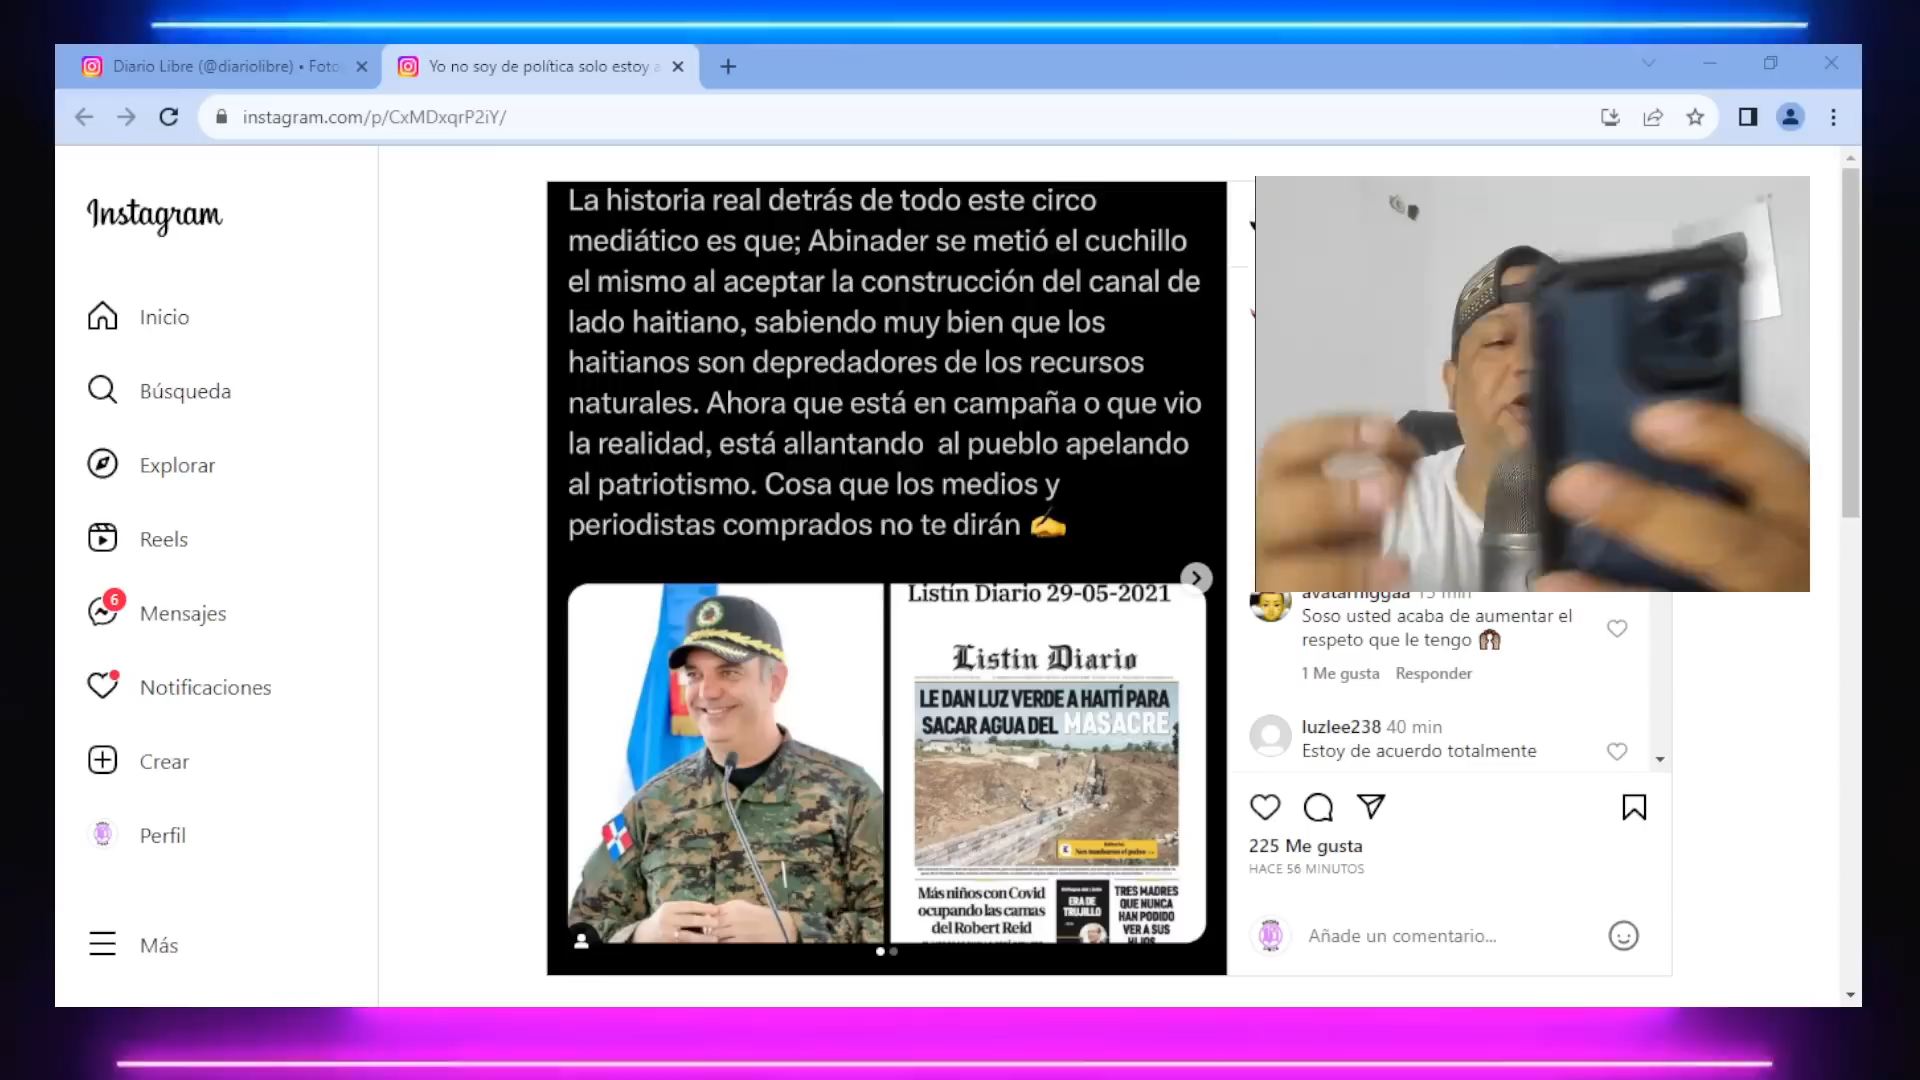 Diario Libre (@diariolibre) • Foto
Yo no soy de política solo estoy a
instagram.com/p/CxMDxqrP2iY/
Instagram
Inicio
Búsqueda
Explorar
Reels
6
Mensajes
Notificaciones
Crear
Perfil
Más
La historia real detrás de todo este circo
mediático es que; Abinader se metió el cuchillo
el mismo al aceptar la construcción del canal de
lado haitiano, sabiendo muy bien que los
haitianos son depredadores de los recursos
naturales. Ahora que está en campaña o que vio
la realidad, está allantando al pueblo apelando
al patriotismo. Cosa que los medios y
periodistas comprados no te dirán ✍️
Listín Diario 29-05-2021
Listin Diario
LE DAN LUZ VERDE A HAITÍ PARA
SACAR AGUA DEL MASACRE
Más niños con Covid
ocupando las camas
del Robert Reid
ERA DE
TRUJILLO
TRES MADRES
QUE NUNCA
HAN PODIDO
VER A SUS
HIJOS
avatarniggaa 15 min
Soso usted acaba de aumentar el
respeto que le tengo
1 Me gusta Responder
luzlee238 40 min
Estoy de acuerdo totalmente
225 Me gusta
HACE 56 MINUTOS
Añade un comentario...